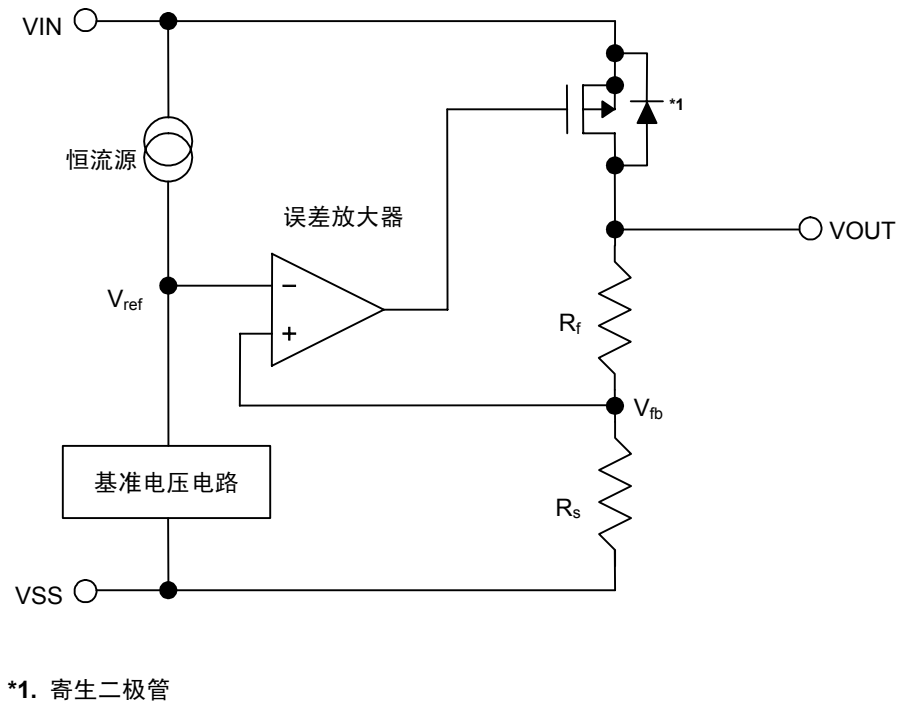 VIN
*1
恒流源
误差放大器
VOUT
Vref
−
+
Rf
Vfb
基准电压电路
Rs
VSS
*1. 寄生二极管